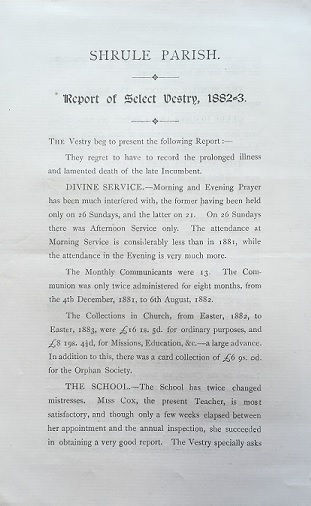 SHRULE PARISH.
Report of Select Vestry, 1882-3.
THE Vestry beg to present the following Report:—
They regret to have to record the prolonged illness
and lamented death of the late Incumbent.
DIVINE SERVICE.—Morning and Evening Prayer
has been much interfered with, the former having been held
only on 26 Sundays, and the latter on 21. On 26 Sundays
there was Afternoon Service only. The attendance at
Morning Service is considerably less than in 1881, while
the attendance in the Evening is very much more.
The Monthly Communicants were 13. The Com-
munion was only twice administered for eight months, from
the 4th December, 1881, to 6th August, 1882.
The Collections in Church, from Easter, 1882, to
Easter, 1883, were £16 1s. 5d. for ordinary purposes, and
£8 19s. 4½d, for Missions, Education, &c.—a large advance.
In addition to this, there was a card collection of £6 9s. 0d.
for the Orphan Society.
THE SCHOOL.—The School has twice changed
mistresses. MISS COX, the present Teacher, is most
satisfactory, and though only a few weeks elapsed between
her appointment and the annual inspection, she succeeded
in obtaining a very good report. The Vestry specially asks